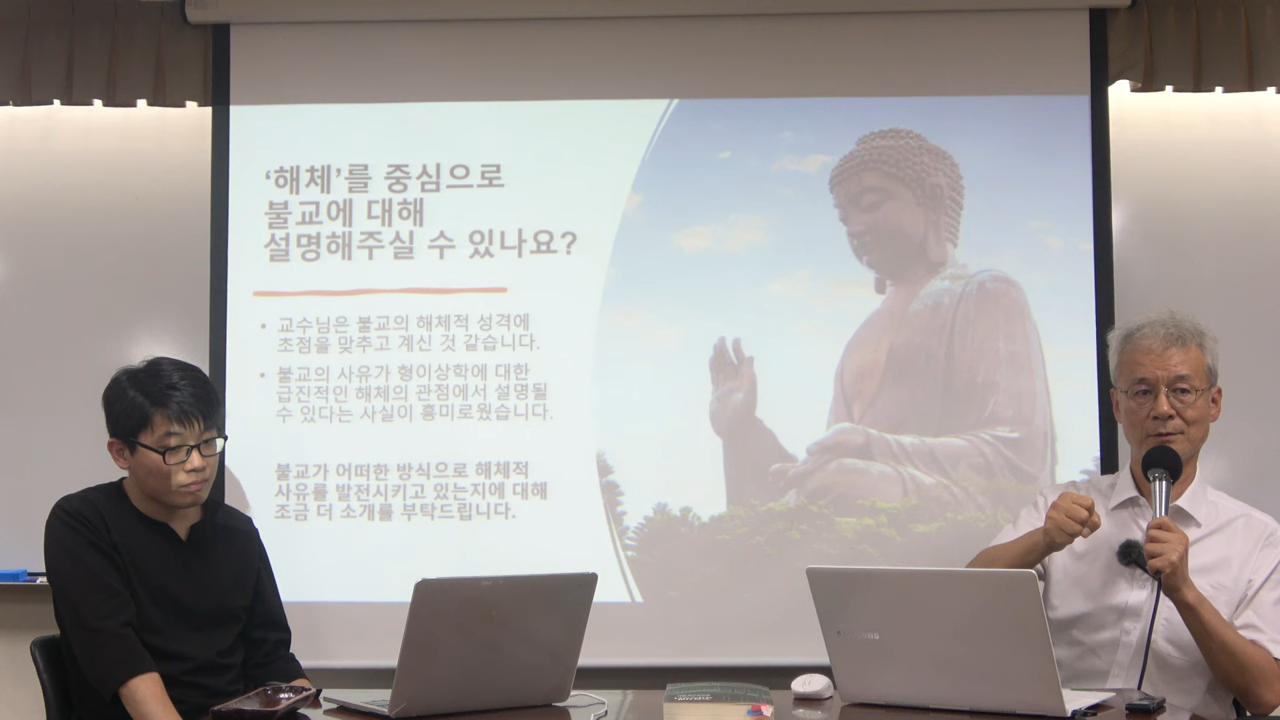 '해체'를 중심으로
불교에 대해
설명해주실 수 있나요?
• 교수님은 불교의 해체적 성격에
초점을 맞추고 계신 것 같습니다.
• 불교의 사유가 형이상학에 대한
급진적인 해체의 관점에서 설명될
수 있다는 사실이 흥미로웠습니다.
불교가 어떠한 방식으로 해체적
사유를 발전시키고 있는지에 대해
조금 더 소개를 부탁드립니다.
SAMSUNG